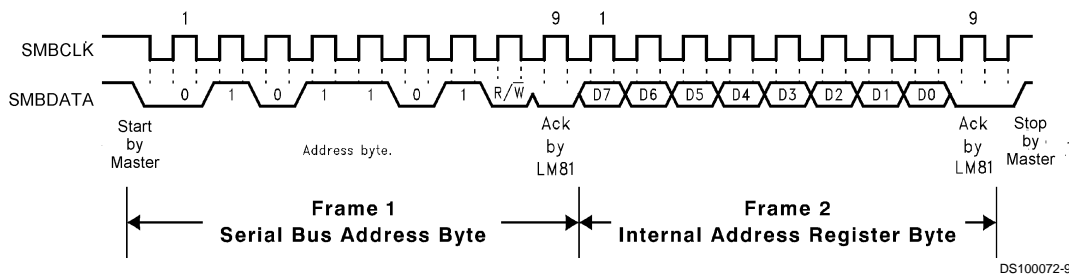 1 9 1 9
SMBCLK
SMBDATA 0 1 0 1 1 0 1 R/W D7 D6 D5 D4 D3 D2 D1 D0
Start
by
Master
Address byte.
Ack
by
LM81
Ack
by
LM81
Stop
by
Master
Frame 1
Serial Bus Address Byte
Frame 2
Internal Address Register Byte
DS100072-9